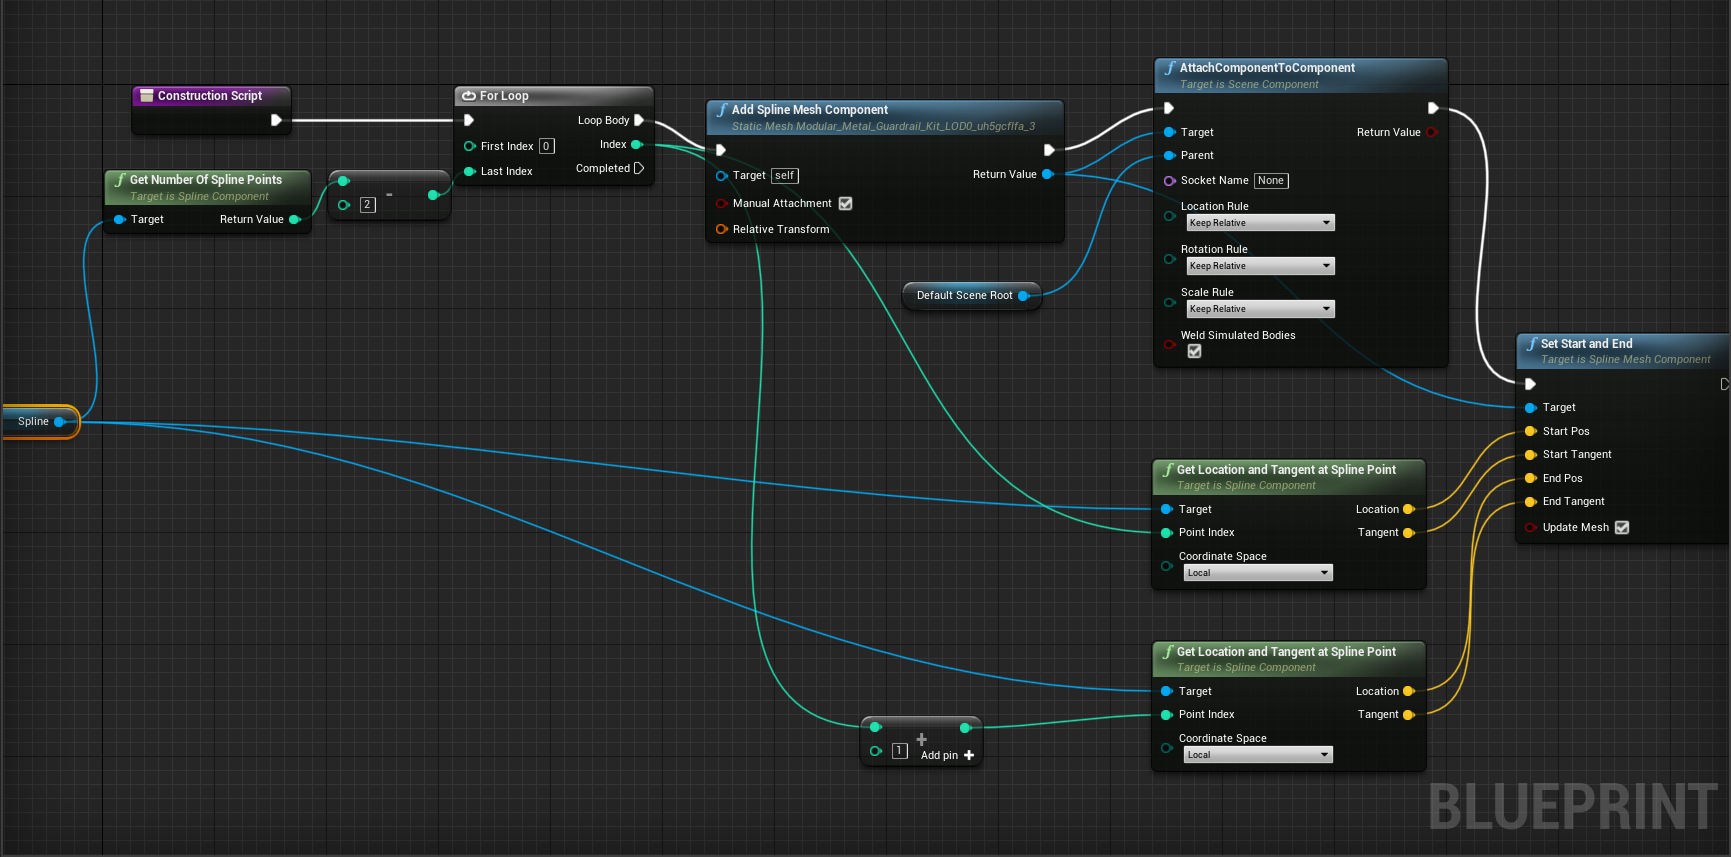 Construction Script
Get Number Of Spline Points
Target is Spline Component
Target
Return Value
-
2
For Loop
Loop Body
First Index 0
Index
Last Index
Completed
Add Spline Mesh Component
Static Mesh Modular_Metal_Guardrail_Kit_LOD0_uh5gcflfa_3
Target self
Return Value
Manual Attachment
Relative Transform
Default Scene Root
AttachComponentToComponent
Target is Scene Component
Target
Return Value
Parent
Socket Name None
Location Rule
Keep Relative
Rotation Rule
Keep Relative
Scale Rule
Keep Relative
Weld Simulated Bodies
Set Start and End
Target is Spline Mesh Component
Target
Start Pos
Start Tangent
End Pos
End Tangent
Update Mesh
Spline
Get Location and Tangent at Spline Point
Target is Spline Component
Target
Location
Point Index
Tangent
Coordinate Space
Local
Get Location and Tangent at Spline Point
Target is Spline Component
Target
Location
Point Index
Tangent
Coordinate Space
Local
+
1
Add pin +
BLUEPRINT